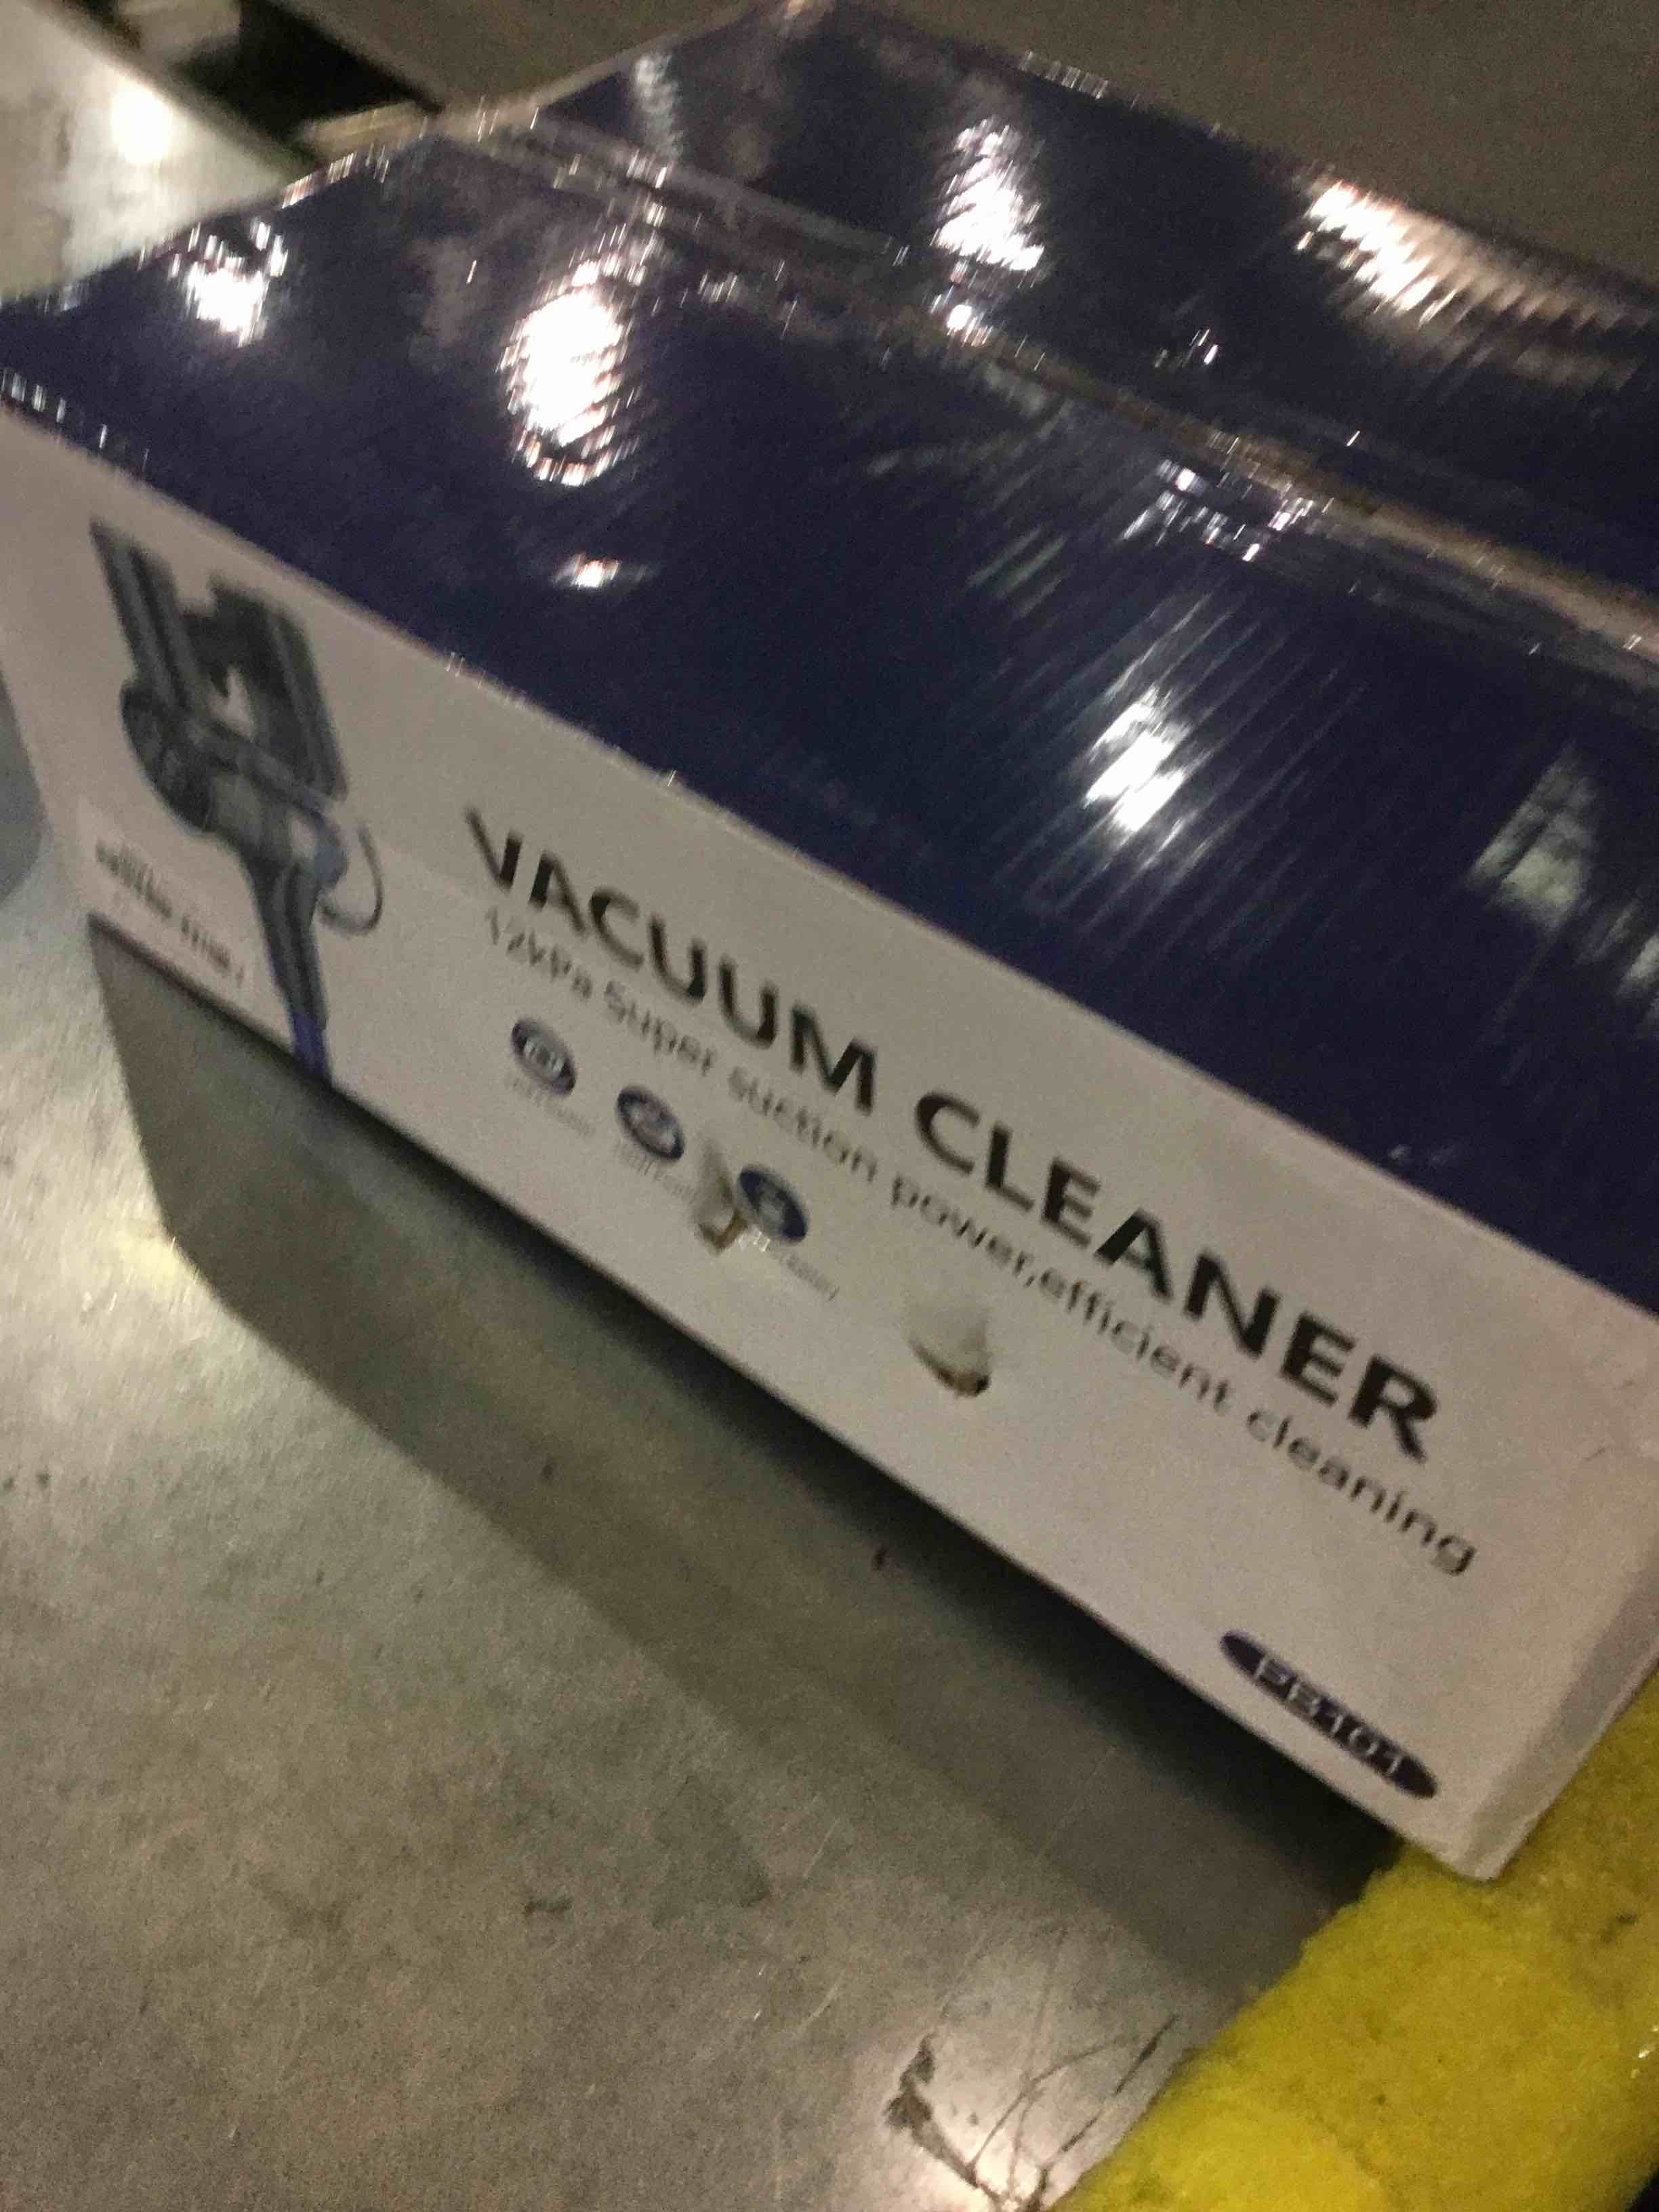 VACUUM CLEANER
12kPa Super suction power,efficient cleaning
PB101